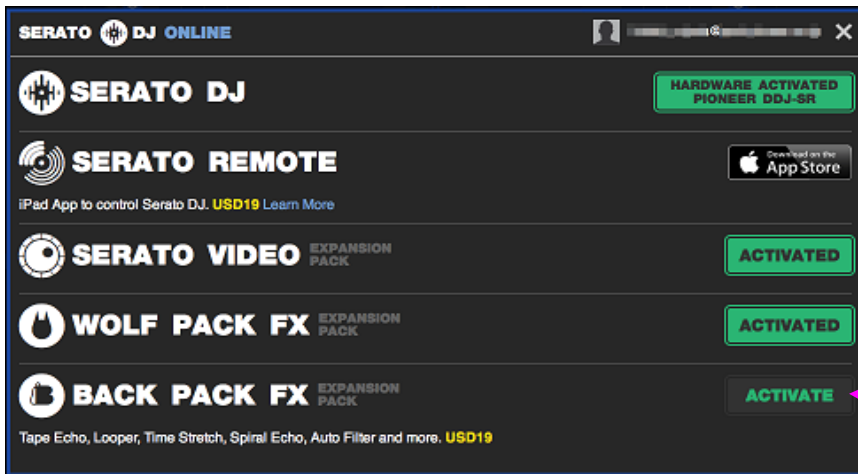 SERATO DJ ONLINE
SERATO DJ
HARDWARE ACTIVATED
PIONEER DDJ-SR
SERATO REMOTE
Download on the
App Store
iPad App to control Serato DJ. USD19 Learn More
SERATO VIDEO EXPANSION PACK
ACTIVATED
WOLF PACK FX EXPANSION PACK
ACTIVATED
BACK PACK FX EXPANSION PACK
ACTIVATE
Tape Echo, Looper, Time Stretch, Spiral Echo, Auto Filter and more. USD19